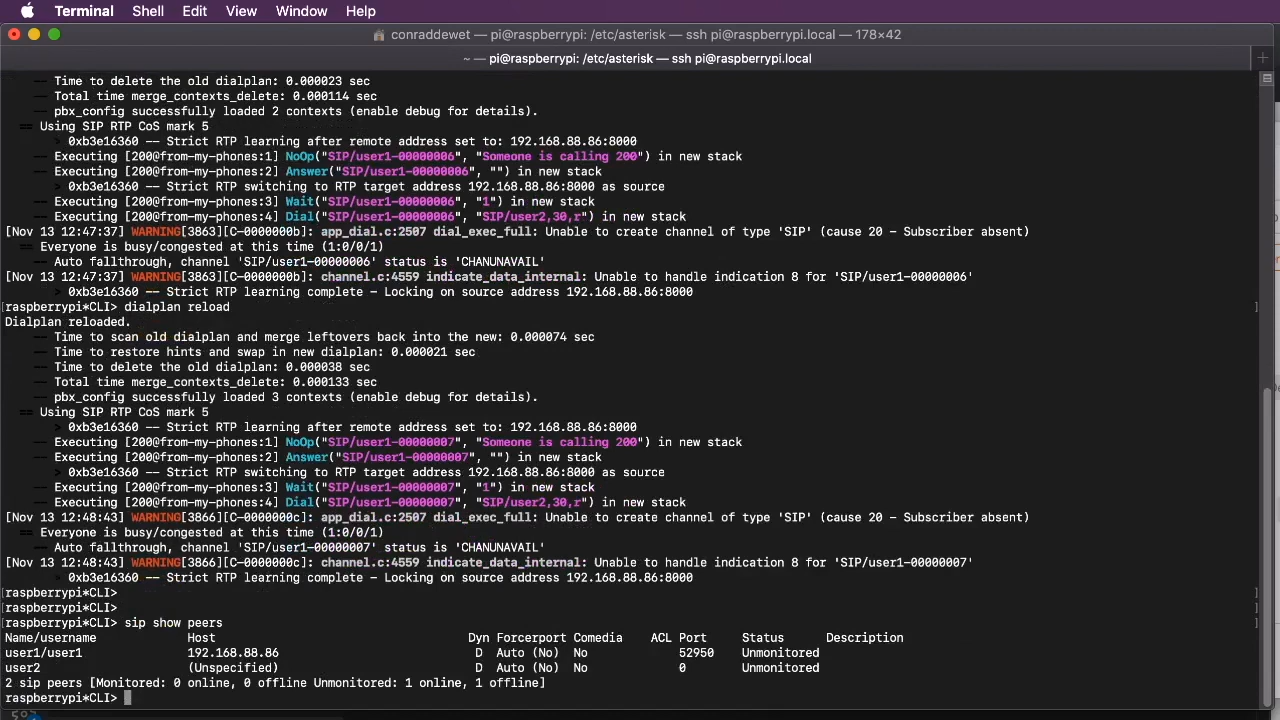 Terminal Shell Edit View Window Help
conraddewet — pi@raspberrypi: /etc/asterisk — ssh pi@raspberrypi.local — 178×42
~ — pi@raspberrypi: /etc/asterisk — ssh pi@raspberrypi.local
-- Time to delete the old dialplan: 0.000023 sec
-- Total time merge_contexts_delete: 0.000114 sec
-- pbx_config successfully loaded 2 contexts (enable debug for details).
== Using SIP RTP CoS mark 5
> 0xb3e16360 -- Strict RTP learning after remote address set to: 192.168.88.86:8000
-- Executing [200@from-my-phones:1] NoOp("SIP/user1-00000006", "Someone is calling 200") in new stack
-- Executing [200@from-my-phones:2] Answer("SIP/user1-00000006", "") in new stack
> 0xb3e16360 -- Strict RTP switching to RTP target address 192.168.88.86:8000 as source
-- Executing [200@from-my-phones:3] Wait("SIP/user1-00000006", "1") in new stack
-- Executing [200@from-my-phones:4] Dial("SIP/user1-00000006", "SIP/user2,30,r") in new stack
[Nov 13 12:47:37] WARNING[3863][C-0000000b]: app_dial.c:2507 dial_exec_full: Unable to create channel of type 'SIP' (cause 20 - Subscriber absent)
== Everyone is busy/congested at this time (1:0/0/1)
-- Auto fallthrough, channel 'SIP/user1-00000006' status is 'CHANUNAVAIL'
[Nov 13 12:47:37] WARNING[3863][C-0000000b]: channel.c:4559 indicate_data_internal: Unable to handle indication 8 for 'SIP/user1-00000006'
> 0xb3e16360 -- Strict RTP learning complete - Locking on source address 192.168.88.86:8000
[raspberrypi*CLI> dialplan reload ]
Dialplan reloaded.
-- Time to scan old dialplan and merge leftovers back into the new: 0.000074 sec
-- Time to restore hints and swap in new dialplan: 0.000021 sec
-- Time to delete the old dialplan: 0.000038 sec
-- Total time merge_contexts_delete: 0.000133 sec
-- pbx_config successfully loaded 3 contexts (enable debug for details).
== Using SIP RTP CoS mark 5
> 0xb3e16360 -- Strict RTP learning after remote address set to: 192.168.88.86:8000
-- Executing [200@from-my-phones:1] NoOp("SIP/user1-00000007", "Someone is calling 200") in new stack
-- Executing [200@from-my-phones:2] Answer("SIP/user1-00000007", "") in new stack
> 0xb3e16360 -- Strict RTP switching to RTP target address 192.168.88.86:8000 as source
-- Executing [200@from-my-phones:3] Wait("SIP/user1-00000007", "1") in new stack
-- Executing [200@from-my-phones:4] Dial("SIP/user1-00000007", "SIP/user2,30,r") in new stack
[Nov 13 12:48:43] WARNING[3866][C-0000000c]: app_dial.c:2507 dial_exec_full: Unable to create channel of type 'SIP' (cause 20 - Subscriber absent)
== Everyone is busy/congested at this time (1:0/0/1)
-- Auto fallthrough, channel 'SIP/user1-00000007' status is 'CHANUNAVAIL'
[Nov 13 12:48:43] WARNING[3866][C-0000000c]: channel.c:4559 indicate_data_internal: Unable to handle indication 8 for 'SIP/user1-00000007'
> 0xb3e16360 -- Strict RTP learning complete - Locking on source address 192.168.88.86:8000
[raspberrypi*CLI> ]
[raspberrypi*CLI> ]
[raspberrypi*CLI> sip show peers ]
Name/username Host Dyn Forcerport Comedia ACL Port Status Description
user1/user1 192.168.88.86 D Auto (No) No 52950 Unmonitored
user2 (Unspecified) D Auto (No) No 0 Unmonitored
2 sip peers [Monitored: 0 online, 0 offline Unmonitored: 1 online, 1 offline]
raspberrypi*CLI>